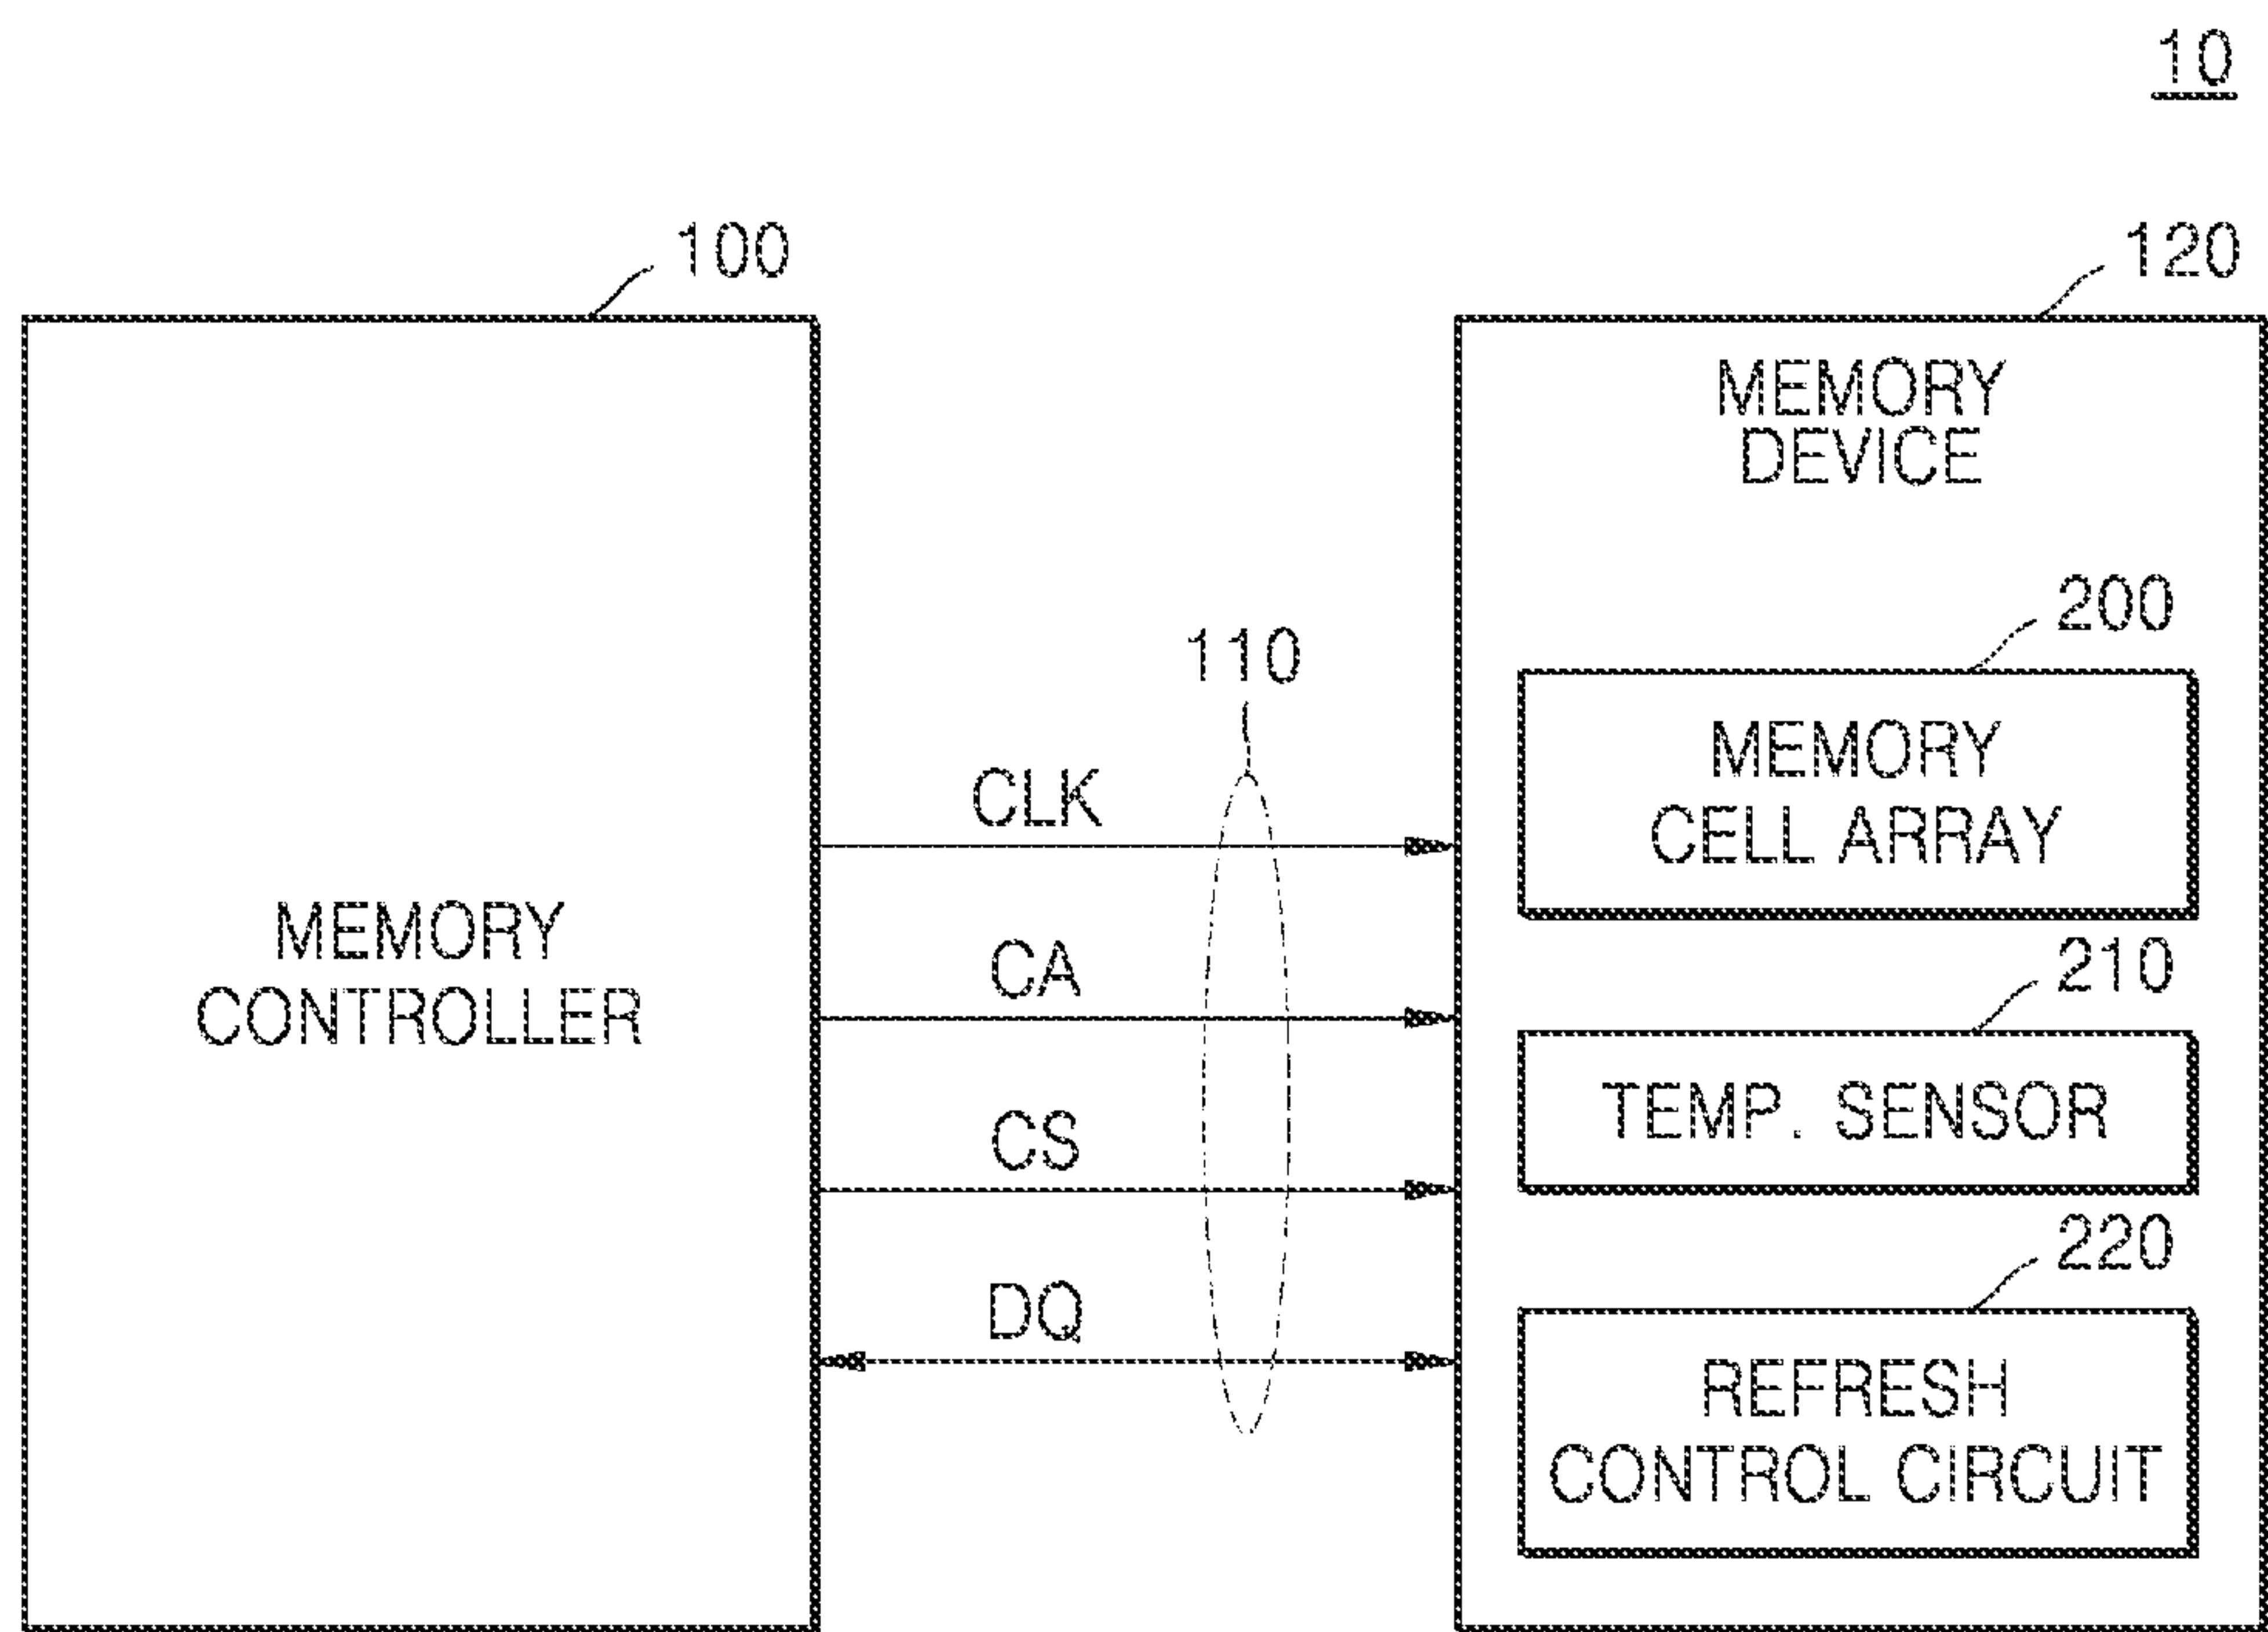 10
100
120
MEMORY
DEVICE
200
110
MEMORY
CELL ARRAY
CLK
MEMORY
CONTROLLER
CA
210
TEMP. SENSOR
CS
220
DQ
REFRESH
CONTROL CIRCUIT